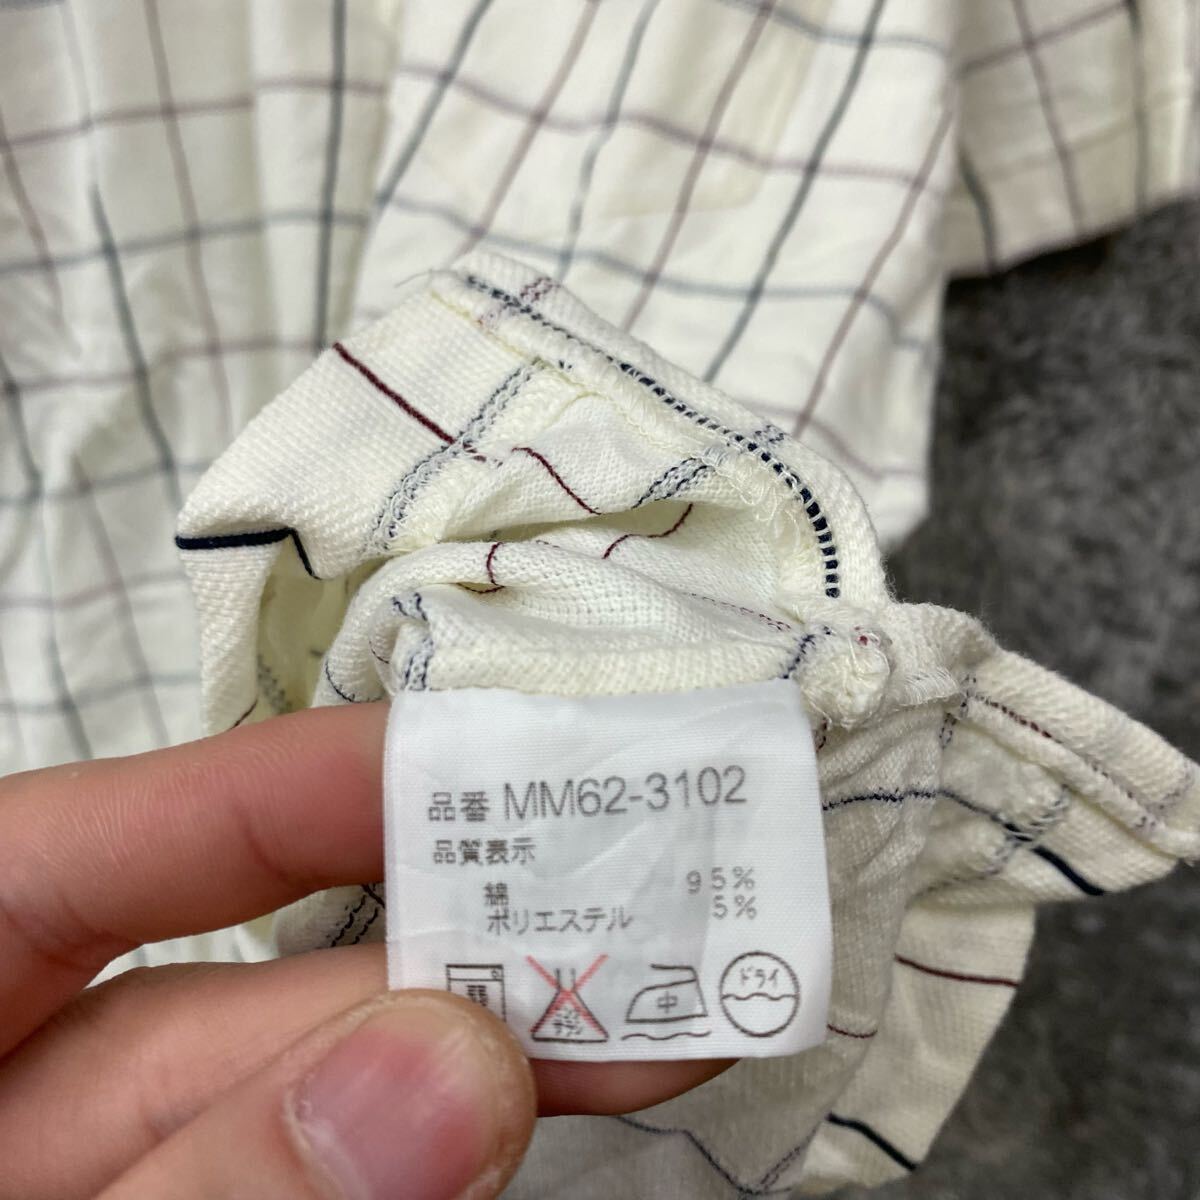 品番 MM62-3102
品質表示
綿 95%
ポリエステル 5%
中
ドライ